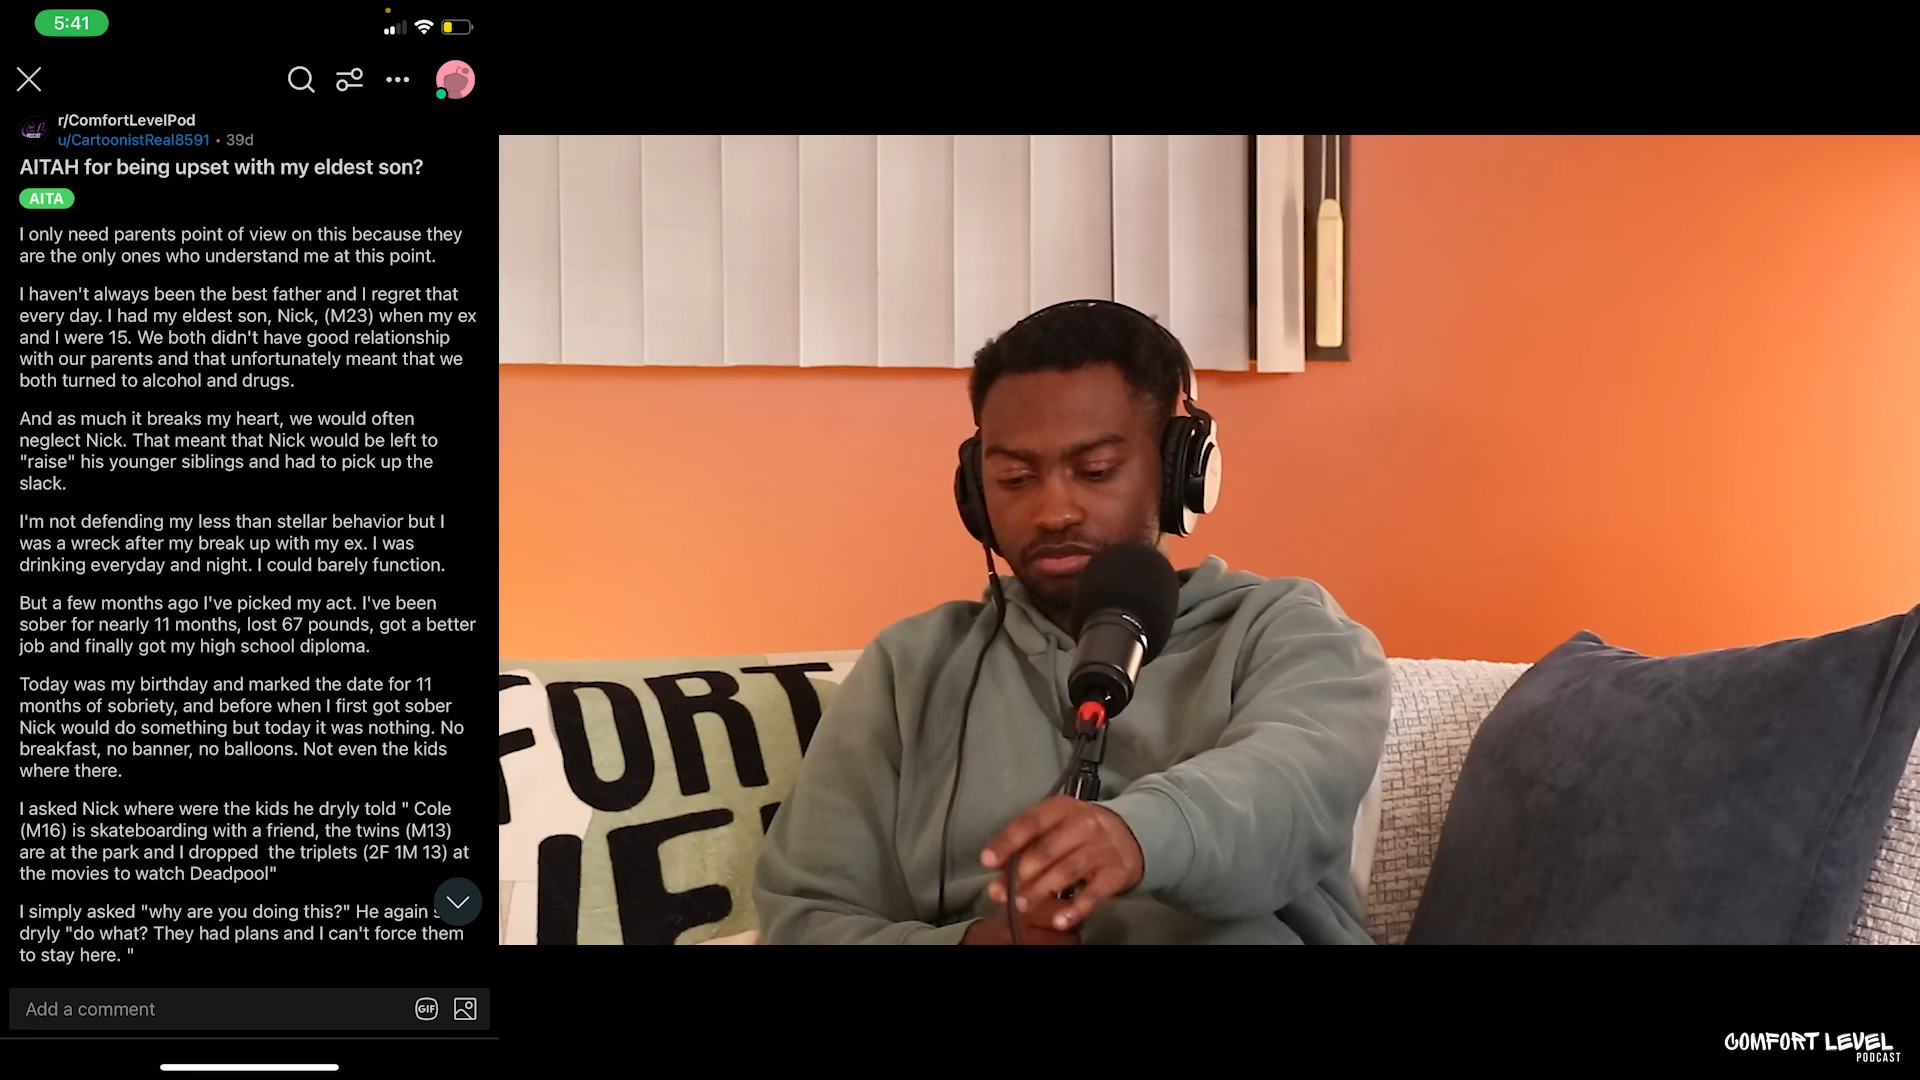 5:41
r/ComfortLevelPod
u/CartoonistReal8591 • 39d
AITAH for being upset with my eldest son?
AITA
I only need parents point of view on this because they
are the only ones who understand me at this point.
I haven't always been the best father and I regret that
every day. I had my eldest son, Nick, (M23) when my ex
and I were 15. We both didn't have good relationship
with our parents and that unfortunately meant that we
both turned to alcohol and drugs.
And as much it breaks my heart, we would often
neglect Nick. That meant that Nick would be left to
"raise" his younger siblings and had to pick up the
slack.
I'm not defending my less than stellar behavior but I
was a wreck after my break up with my ex. I was
drinking everyday and night. I could barely function.
But a few months ago I've picked my act. I've been
sober for nearly 11 months, lost 67 pounds, got a better
job and finally got my high school diploma.
Today was my birthday and marked the date for 11
months of sobriety, and before when I first got sober
Nick would do something but today it was nothing. No
breakfast, no banner, no balloons. Not even the kids
where there.
I asked Nick where were the kids he dryly told " Cole
(M16) is skateboarding with a friend, the twins (M13)
are at the park and I dropped  the triplets (2F 1M 13) at
the movies to watch Deadpool"
I simply asked "why are you doing this?" He again
dryly "do what? They had plans and I can't force them
to stay here. "
Add a comment
GIF
FORT
COMFORT LEVEL
PODCAST